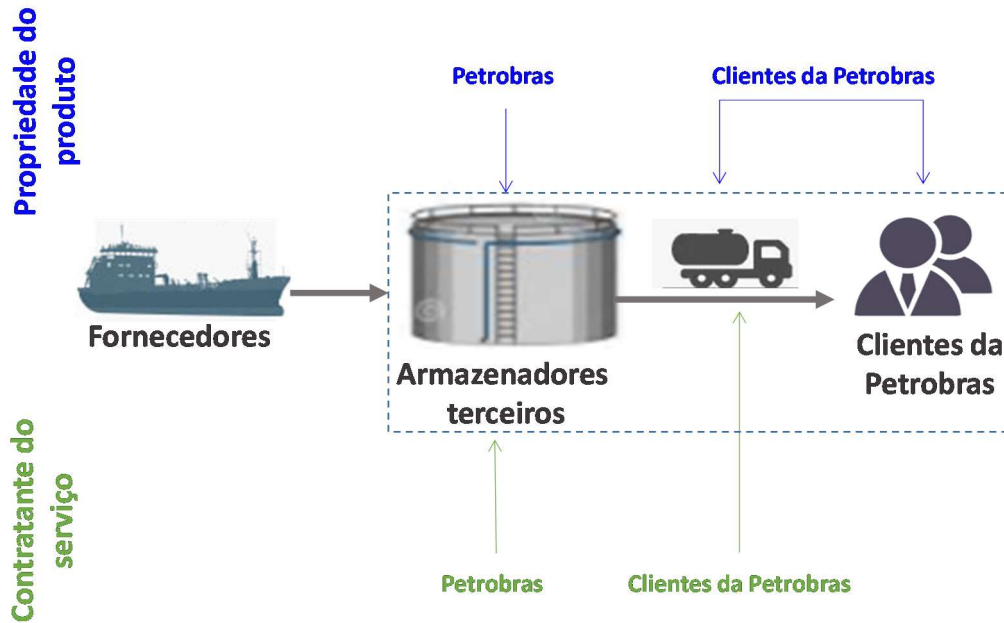 Propriedade do
produto
Petrobras
Clientes da Petrobras
Fornecedores
Armazenadores
terceiros
Clientes da
Petrobras
Contratante do
serviço
Petrobras
Clientes da Petrobras